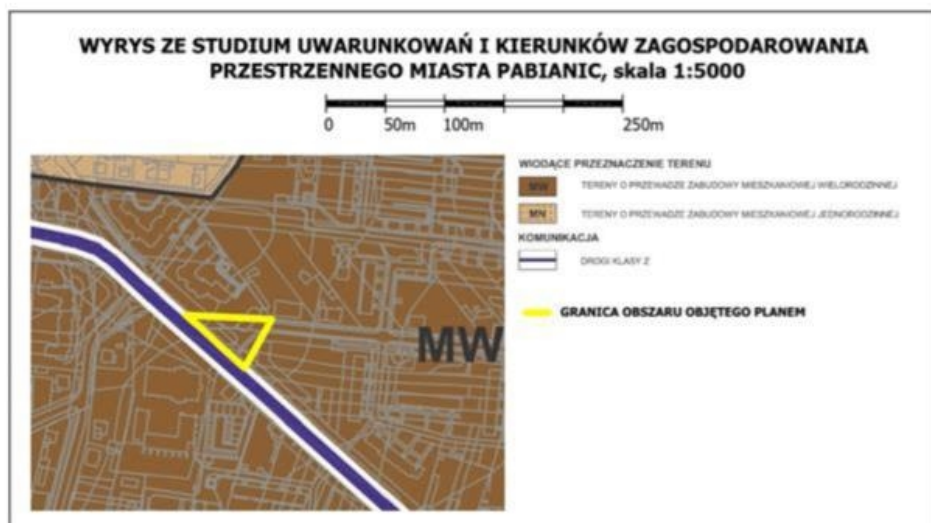 WYRYS ZE STUDIUM UWARUNKOWAŃ I KIERUNKÓW ZAGOSPODAROWANIA
PRZESTRZENNEGO MIASTA PABIANIC, skala 1:5000
0 50m 100m 250m
WIODĄCE PRZEZNACZENIE TERENU
MW TERENY O PRZEWADZE ZABUDOWY MIESZKANIOWEJ WIELORODZINNEJ
MN TERENY O PRZEWADZE ZABUDOWY MIESZKANIOWEJ JEDNORODZINNEJ
KOMUNIKACJA
DROGI KLASY Z
GRANICA OBSZARU OBJĘTEGO PLANEM
MW